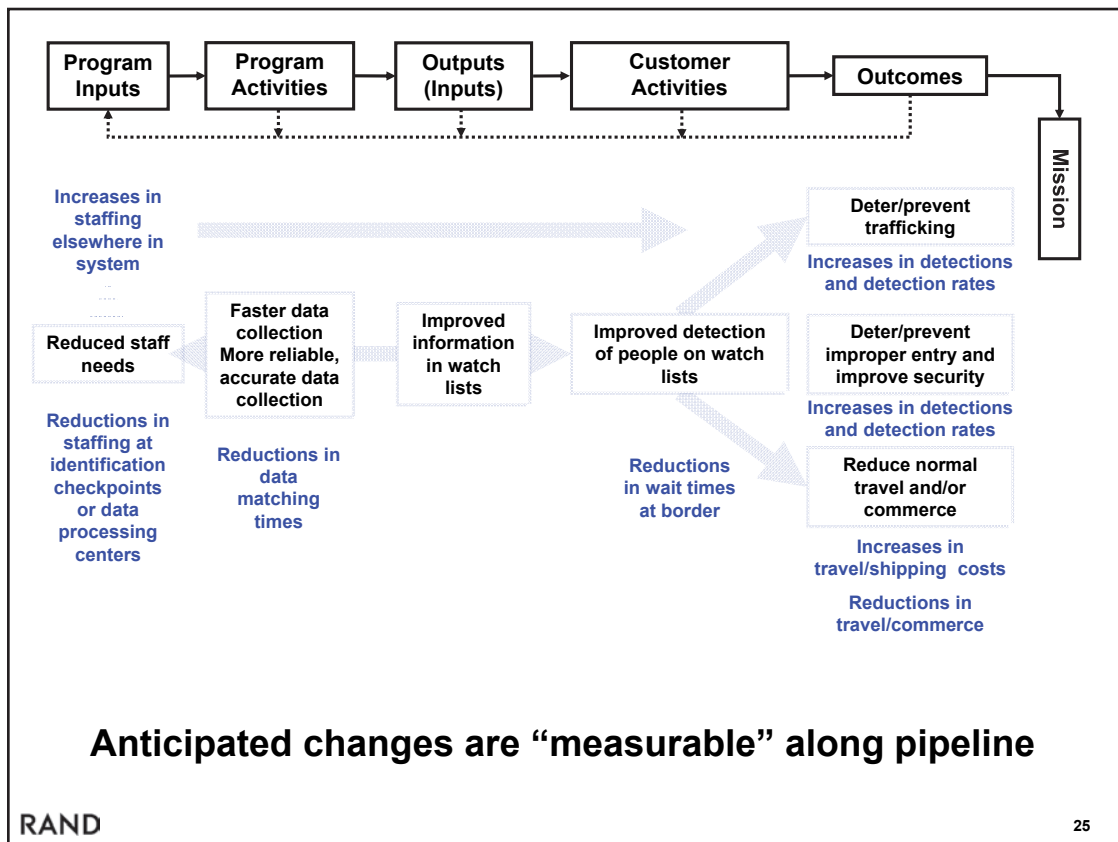 Program
Inputs
Program
Activities
Outputs
(Inputs)
Customer
Activities
Outcomes
Mission
Increases in
staffing
elsewhere in
system
Reduced staff
needs
Reductions in
staffing at
identification
checkpoints
or data
processing
centers
Faster data
collection
More reliable,
accurate data
collection
Reductions in
data
matching
times
Improved
information
in watch
lists
Improved detection
of people on watch
lists
Reductions
in wait times
at border
Deter/prevent
trafficking
Increases in detections
and detection rates
Deter/prevent
improper entry and
improve security
Increases in detections
and detection rates
Reduce normal
travel and/or
commerce
Increases in
travel/shipping costs
Reductions in
travel/commerce
Anticipated changes are “measurable” along pipeline
RAND
25